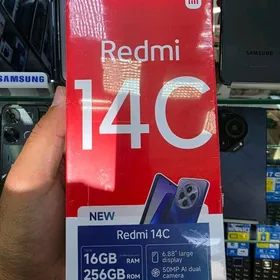 SAMSUNG
mi
Redmi
14C
NEW
Redmi 14C
16GB RAM
256GB ROM
6.88" large
display
50MP AI dual
camera